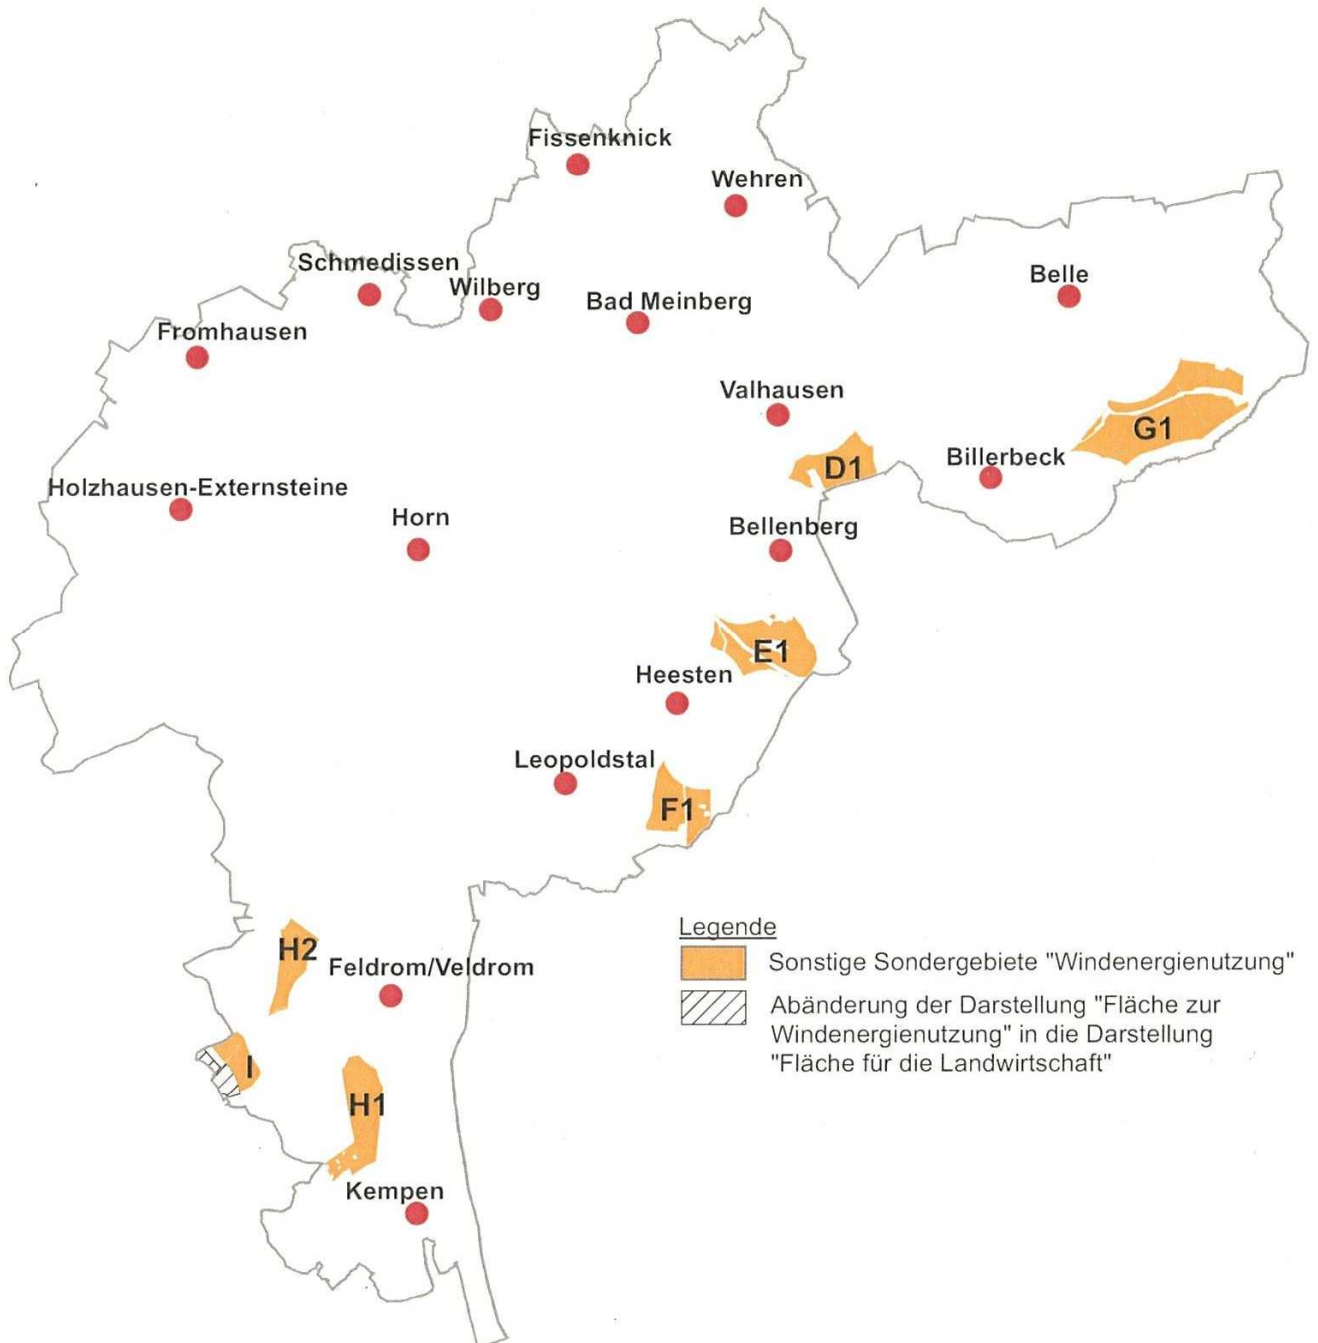 Fissenknick
Wehren
Schmedissen
Wilberg
Bad Meinberg
Belle
Fromhausen
Valhausen
G1
Billerbeck
D1
Holzhausen-Externsteine
Horn
Bellenberg
E1
Heesten
Leopoldstal
F1
H2
Feldrom/Veldrom
I
H1
Kempen
Legende
Sonstige Sondergebiete "Windenergienutzung"
Abänderung der Darstellung "Fläche zur
Windenergienutzung" in die Darstellung
"Fläche für die Landwirtschaft"